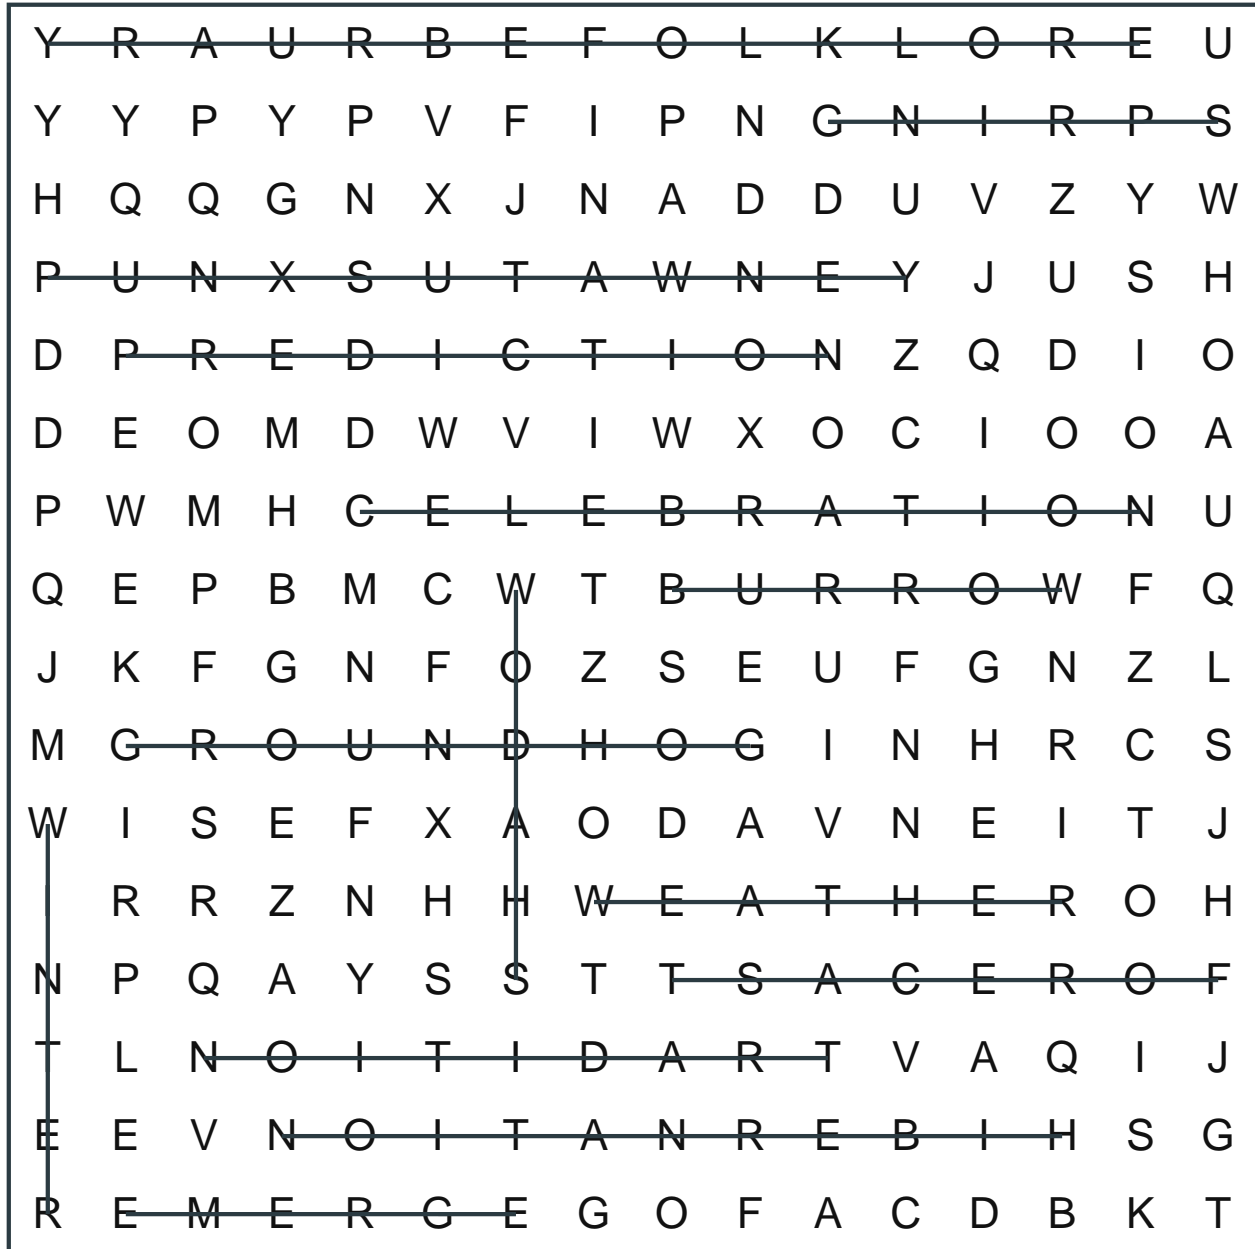 Y R A U R B E F O L K L O R E U
Y Y P Y P V F I P N G N I R P S
H Q Q G N X J N A D D U V Z Y W
P U N X S U T A W N E Y J U S H
D P R E D I C T I O N Z Q D I O
D E O M D W V I W X O C I O O A
P W M H C E L E B R A T I O N U
Q E P B M C W T B U R R O W F Q
J K F G N F O Z S E U F G N Z L
M G R O U N D H O G I N H R C S
W I S E F X A O D A V N E I T J
I R R Z N H H W E A T H E R O H
N P Q A Y S S T T S A C E R O F
T L N O I T I D A R T V A Q I J
E E V N O I T A N R E B I H S G
R E M E R G E G O F A C D B K T